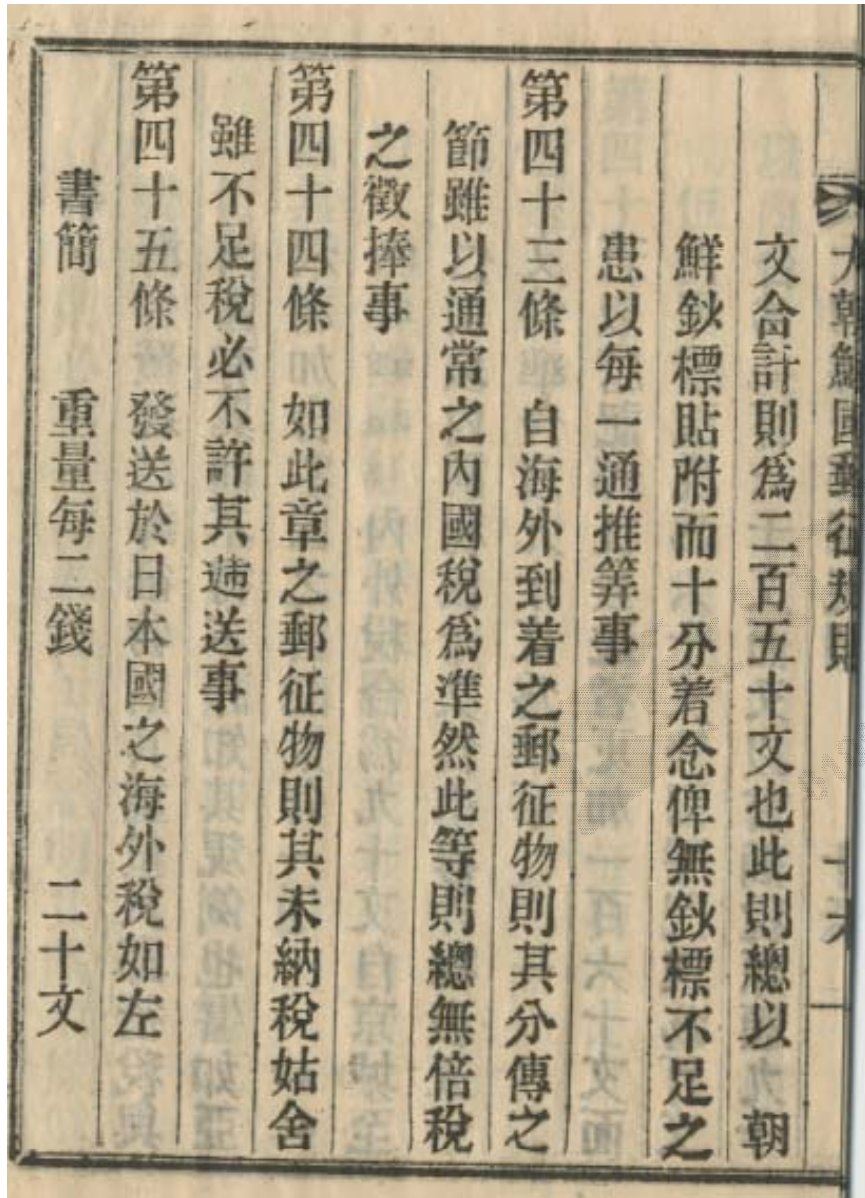 大朝鮮國郵征規則
文合計則爲二百五十文也此則總以 朝
鮮鈔標貼附而十分着念俾無鈔標不足之
患以每一通推筭事
第四十三條 自海外到着之郵征物則其分傳之
節雖以通常之內國稅爲準然此等則總無倍稅
之徵捧事
第四十四條 如此章之郵征物則其未納稅姑舍
雖不足稅必不許其遞送事
第四十五條 發送於日本國之海外稅如左
書簡 重量每二錢 二十文